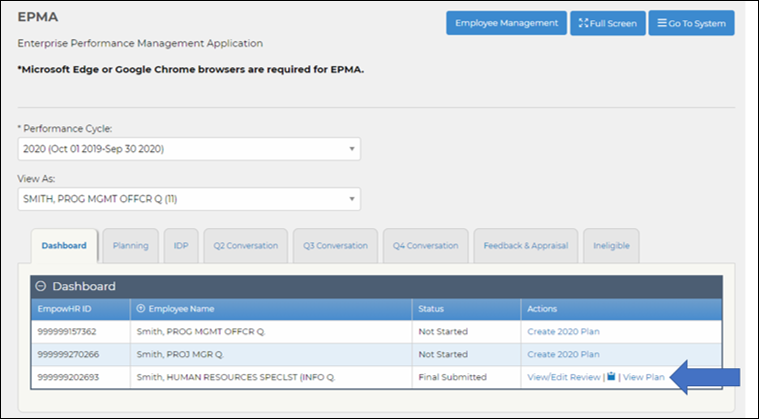 EPMA
Employee Management
Full Screen
Go To System
Enterprise Performance Management Application
*Microsoft Edge or Google Chrome browsers are required for EPMA.
* Performance Cycle:
2020 (Oct 01 2019-Sep 30 2020)
View As:
SMITH, PROG MGMT OFFCR Q (11)
Dashboard Planning IDP Q2 Conversation Q3 Conversation Q4 Conversation Feedback & Appraisal Ineligible
Dashboard
EmpowHR ID Employee Name Status Actions
999999157362 Smith, PROG MGMT OFFCR Q. Not Started Create 2020 Plan
999999270266 Smith, PROJ MGR Q. Not Started Create 2020 Plan
999999202693 Smith, HUMAN RESOURCES SPECLST (INFO Q. Final Submitted View/Edit Review | | View Plan